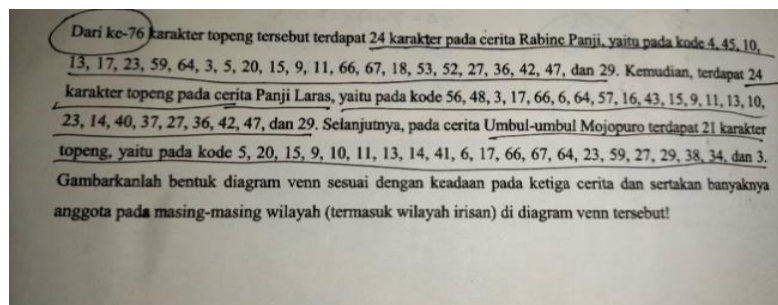 Dari ke-76 karakter topeng tersebut terdapat 24 karakter pada cerita Rabine Panji, yaitu pada kode 4, 45, 10,
13, 17, 23, 59, 64, 3, 5, 20, 15, 9, 11, 66, 67, 18, 53, 52, 27, 36, 42, 47, dan 29. Kemudian, terdapat 24
karakter topeng pada cerita Panji Laras, yaitu pada kode 56, 48, 3, 17, 66, 6, 64, 57, 16, 43, 15, 9, 11, 13, 10,
23, 14, 40, 37, 27, 36, 42, 47, dan 29. Selanjutnya, pada cerita Umbul-umbul Mojopuro terdapat 21 karakter
topeng, yaitu pada kode 5, 20, 15, 9, 10, 11, 13, 14, 41, 6, 17, 66, 67, 64, 23, 59, 27, 29, 38, 34, dan 3.
Gambarkanlah bentuk diagram venn sesuai dengan keadaan pada ketiga cerita dan sertakan banyaknya
anggota pada masing-masing wilayah (termasuk wilayah irisan) di diagram venn tersebut!